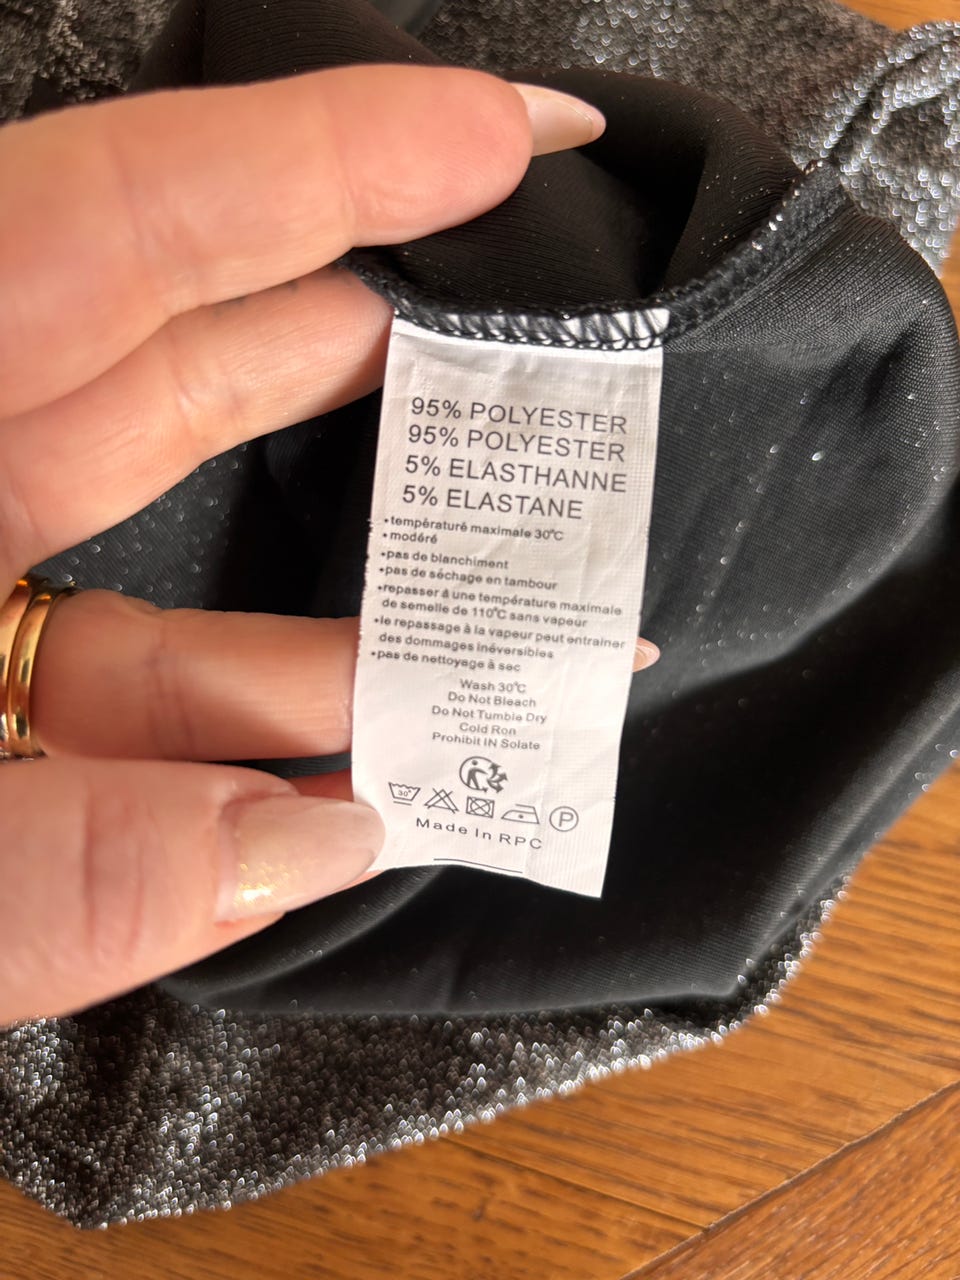 95% POLYESTER
95% POLYESTER
5% ELASTHANNE
5% ELASTANE
•températuré maximale 30℃
•modéré
•pas de blanchiment
•pas de séchage en tambour
•repasser à une température maximale
de semelle de 110℃ sans vapeur
•le repassage à la vapeur peut entraîner
des dommages inéversibles
•pas de nettoyage à sec
Wash 30℃
Do Not Bleach
Do Not Tumble Dry
Cold Ron
Prohibit IN Solate
30°
P
Made In RPC